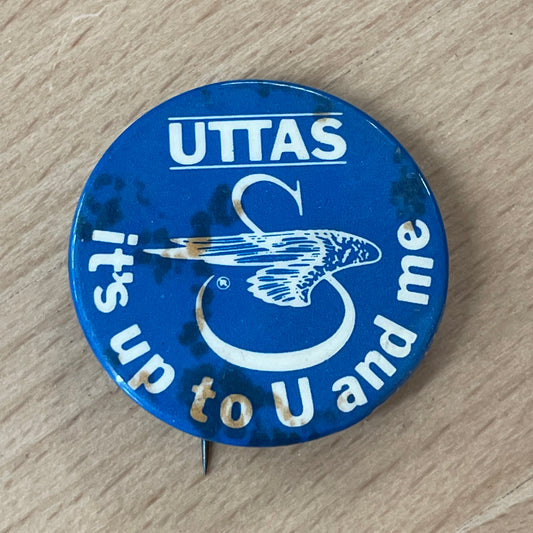 UTTAS
S
®
it's up to U and me